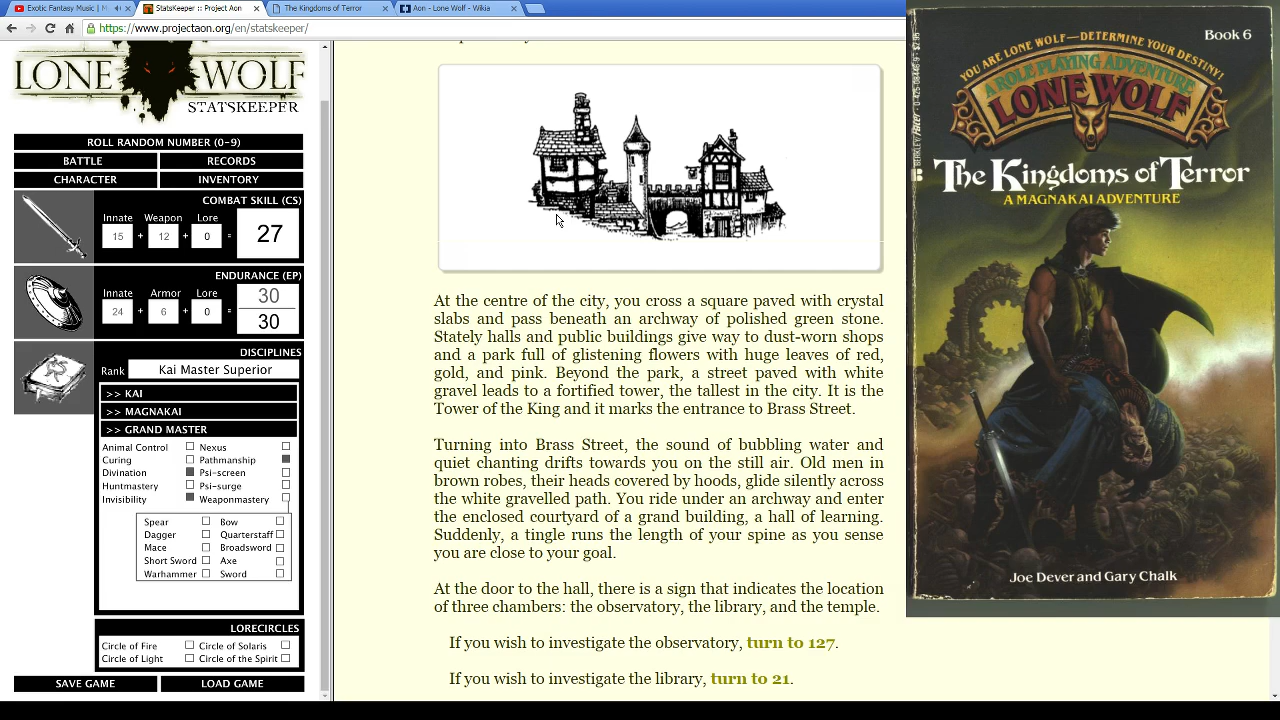 Exotic Fantasy Music | M
StatsKeeper :: Project Aon
The Kingdoms of Terror
Aon - Lone Wolf - Wikia
https://www.projectaon.org/en/statskeeper/
LONE WOLF
STATSKEEPER
ROLL RANDOM NUMBER (0-9)
BATTLE RECORDS
CHARACTER INVENTORY
COMBAT SKILL (CS)
Innate Weapon Lore
15 + 12 + 0 = 27
ENDURANCE (EP)
Innate Armor Lore
30
24 + 6 + 0 = 30
DISCIPLINES
Rank Kai Master Superior
>> KAI
>> MAGNAKAI
>> GRAND MASTER
Animal Control Nexus
Curing Pathmanship
Divination Psi-screen
Huntmastery Psi-surge
Invisibility Weaponmastery
Spear Bow
Dagger Quarterstaff
Mace Broadsword
Short Sword Axe
Warhammer Sword
LORECIRCLES
Circle of Fire Circle of Solaris
Circle of Light Circle of the Spirit
SAVE GAME LOAD GAME
At the centre of the city, you cross a square paved with crystal
slabs and pass beneath an archway of polished green stone.
Stately halls and public buildings give way to dust-worn shops
and a park full of glistening flowers with huge leaves of red,
gold, and pink. Beyond the park, a street paved with white
gravel leads to a fortified tower, the tallest in the city. It is the
Tower of the King and it marks the entrance to Brass Street.
Turning into Brass Street, the sound of bubbling water and
quiet chanting drifts towards you on the still air. Old men in
brown robes, their heads covered by hoods, glide silently across
the white gravelled path. You ride under an archway and enter
the enclosed courtyard of a grand building, a hall of learning.
Suddenly, a tingle runs the length of your spine as you sense
you are close to your goal.
At the door to the hall, there is a sign that indicates the location
of three chambers: the observatory, the library, and the temple.
If you wish to investigate the observatory, turn to 127.
If you wish to investigate the library, turn to 21.
Book 6
YOU ARE LONE WOLF—DETERMINE YOUR DESTINY!
A ROLE PLAYING ADVENTURE
LONE WOLF
The Kingdoms of Terror
A MAGNAKAI ADVENTURE
Joe Dever and Gary Chalk